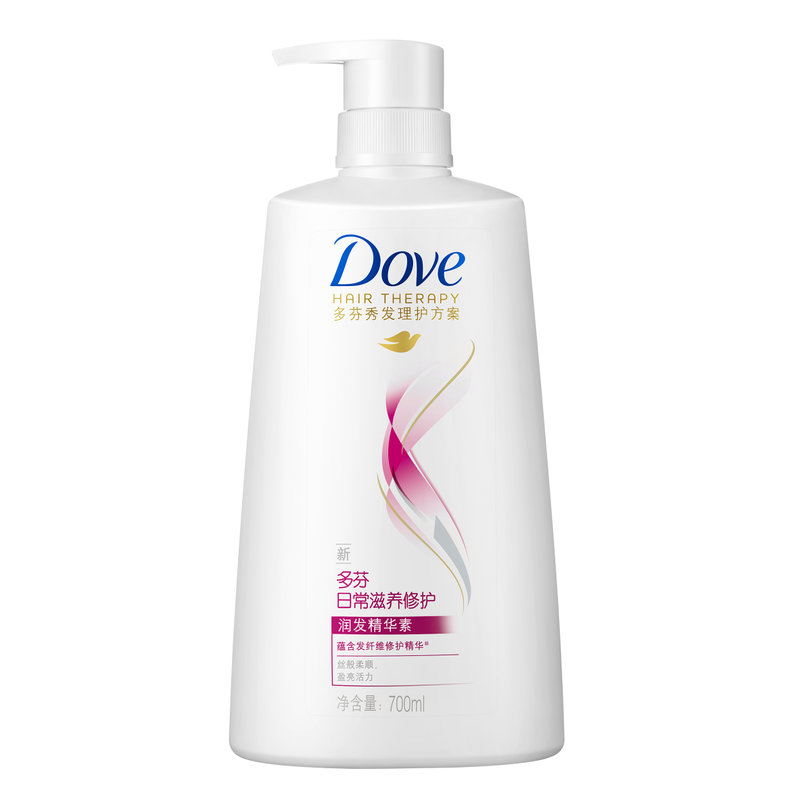 Dove
HAIR THERAPY
多芬秀发理护方案
新
多芬
日常滋养修护
润发精华素
蕴含发纤维修护精华
丝般柔顺,
盈亮活力
净含量: 700ml